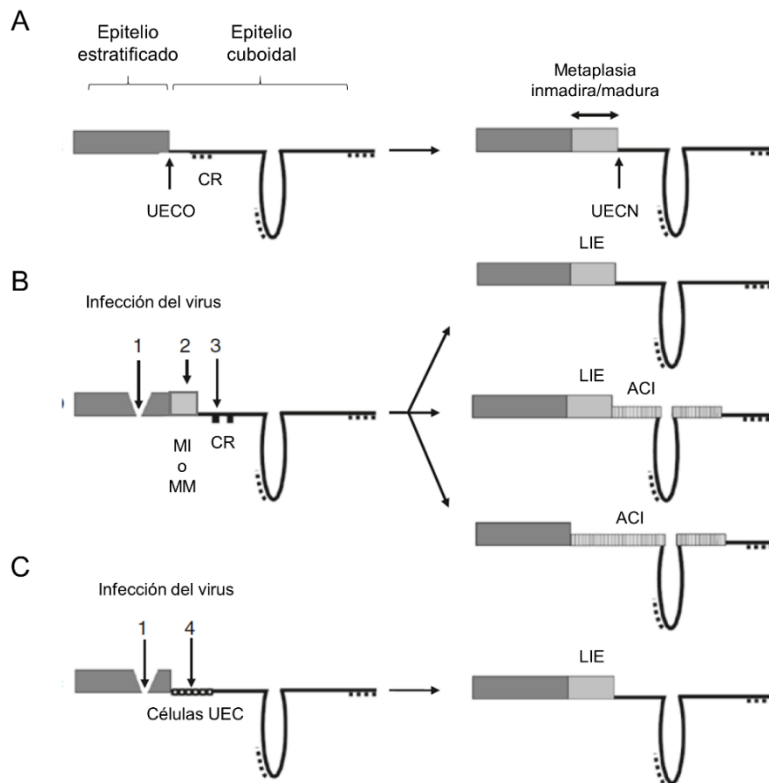 A
Epitelio
estratificado
Epitelio
cuboidal
CR
UECO
Metaplasia
inmadira/madura
UECN
B
Infección del virus
1
2
3
MI
o
MM
CR
LIE
LIE
ACI
ACI
C
Infección del virus
1
4
Células UEC
LIE